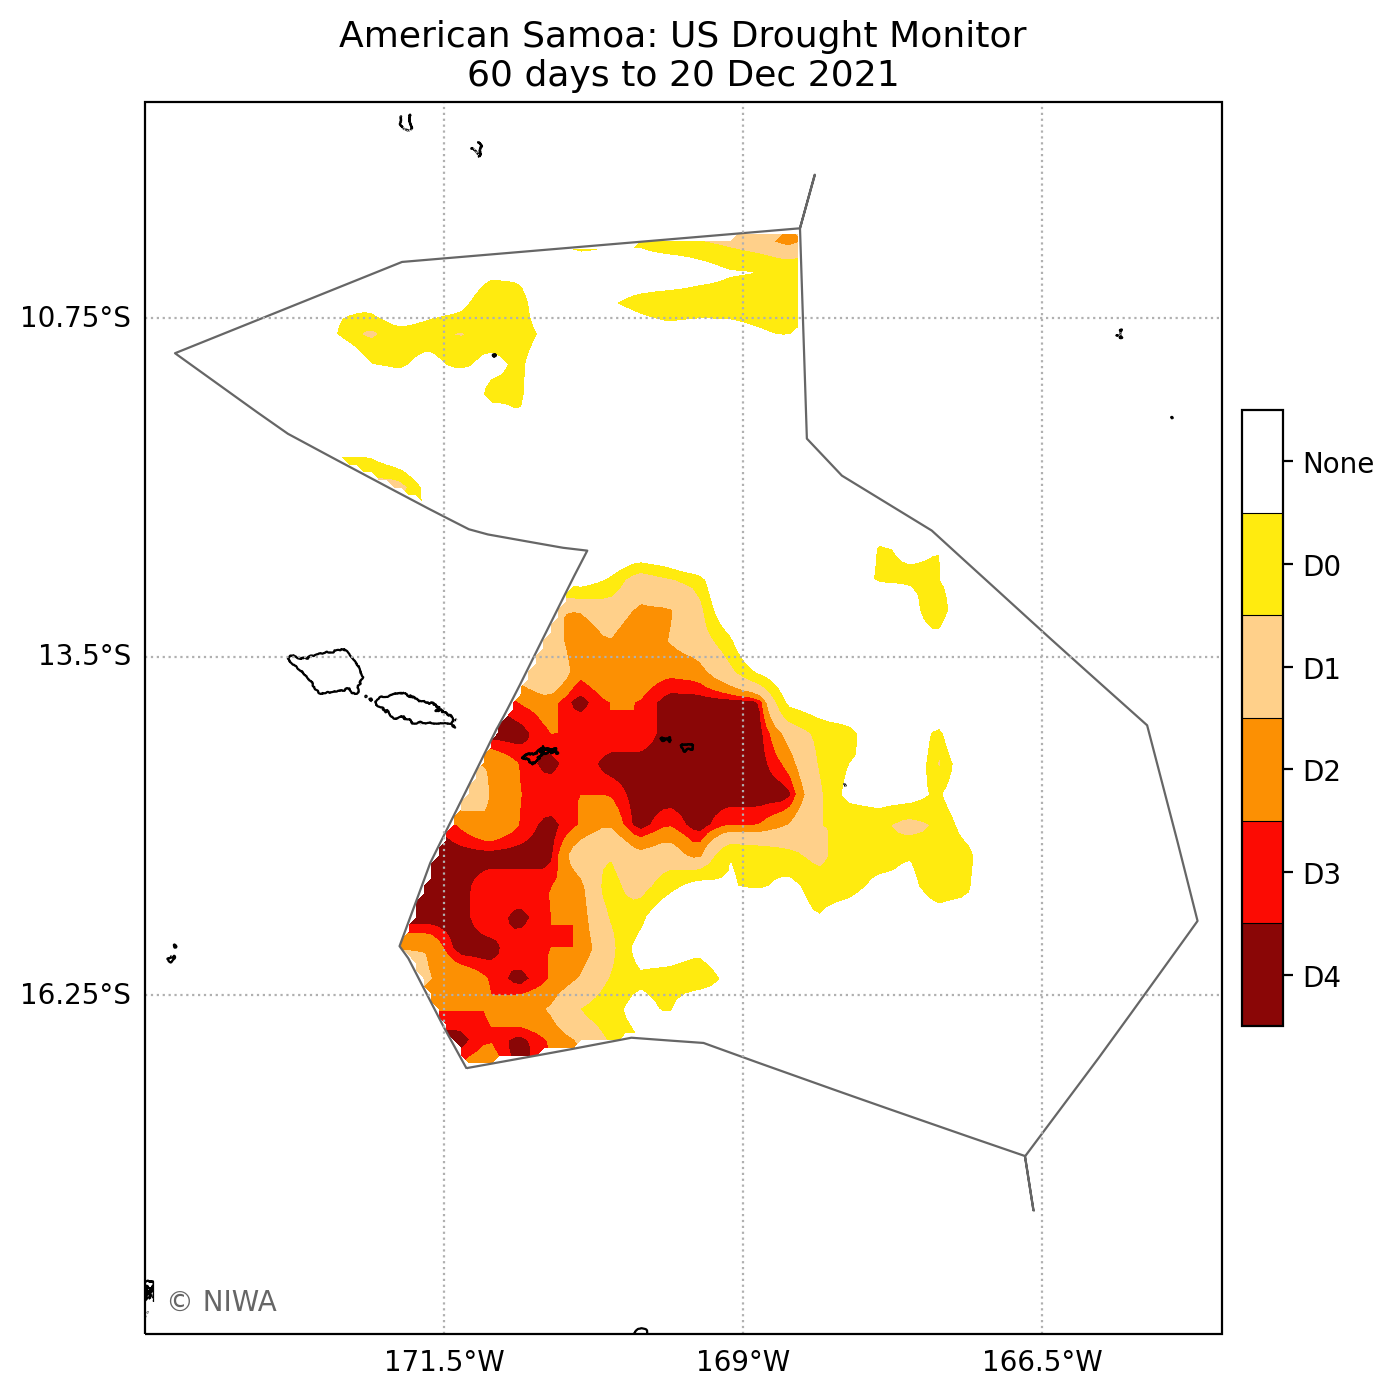 American Samoa: US Drought Monitor
60 days to 20 Dec 2021
10.75°S
13.5°S
16.25°S
171.5°W
169°W
166.5°W
None
D0
D1
D2
D3
D4
© NIWA